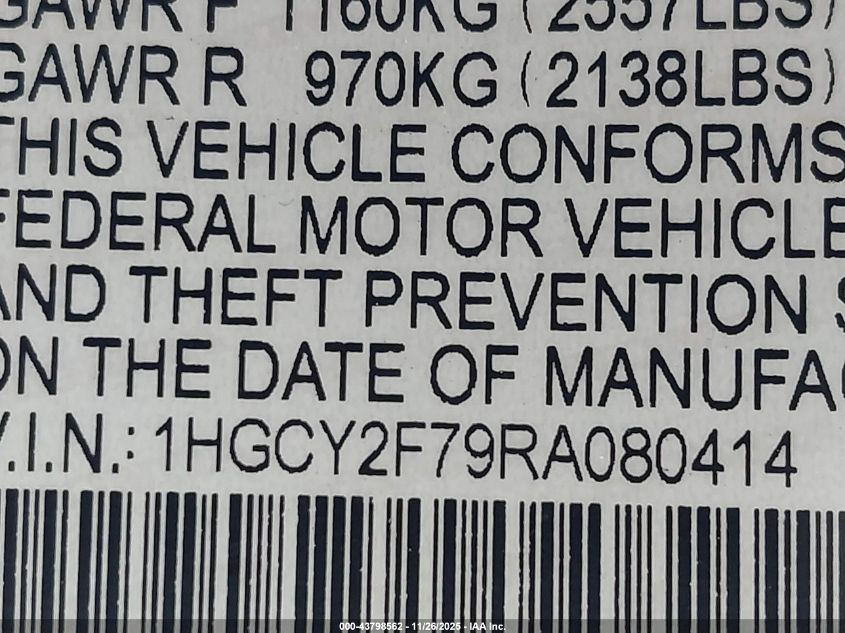 GAWR F 1160KG (2557LBS)
GAWR R 970KG (2138LBS)
THIS VEHICLE CONFORMS
FEDERAL MOTOR VEHICLE
AND THEFT PREVENTION S
ON THE DATE OF MANUFAC
V.I.N.: 1HGCY2F79RA080414
000-43798562 - 11/26/2025 - IAA Inc.